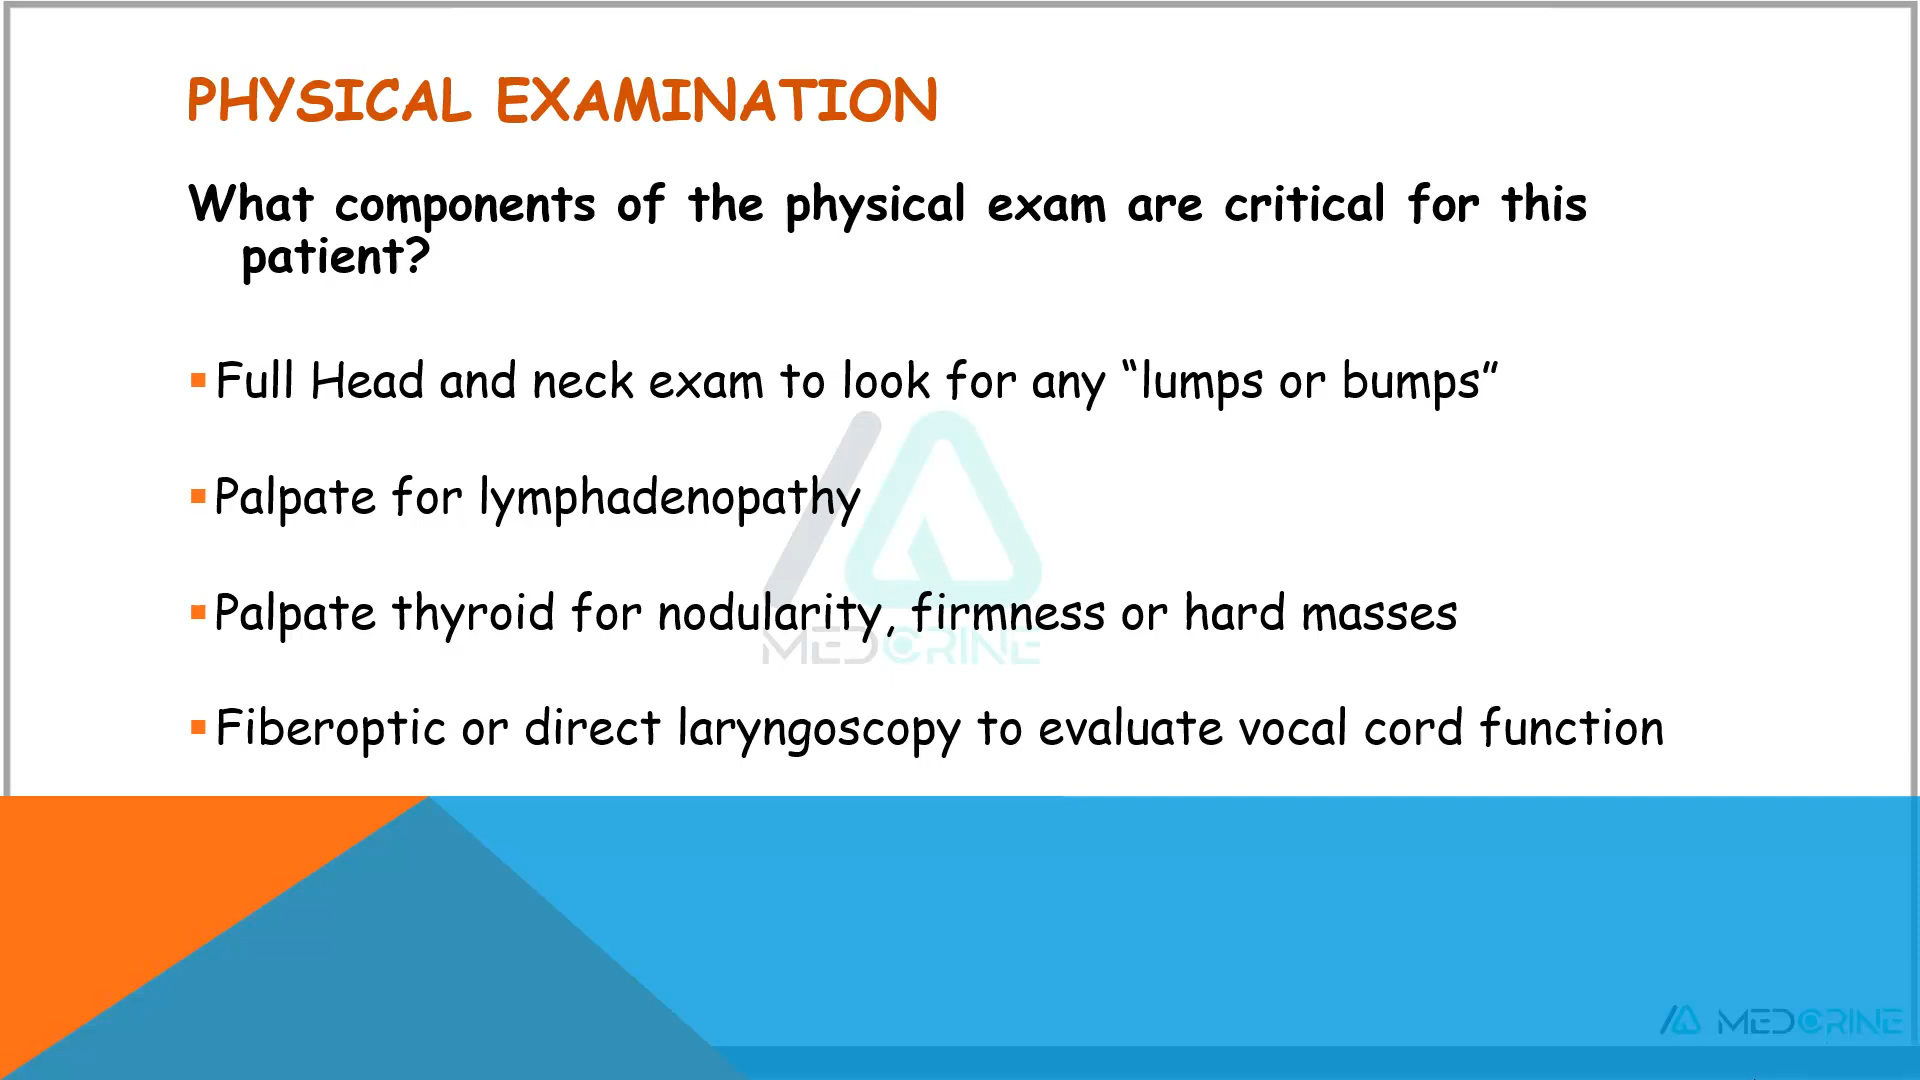 PHYSICAL EXAMINATION
What components of the physical exam are critical for this
patient?
Full Head and neck exam to look for any “lumps or bumps”
Palpate for lymphadenopathy
Palpate thyroid for nodularity, firmness or hard masses
MEDCRINE
Fiberoptic or direct laryngoscopy to evaluate vocal cord function
MEDCRINE